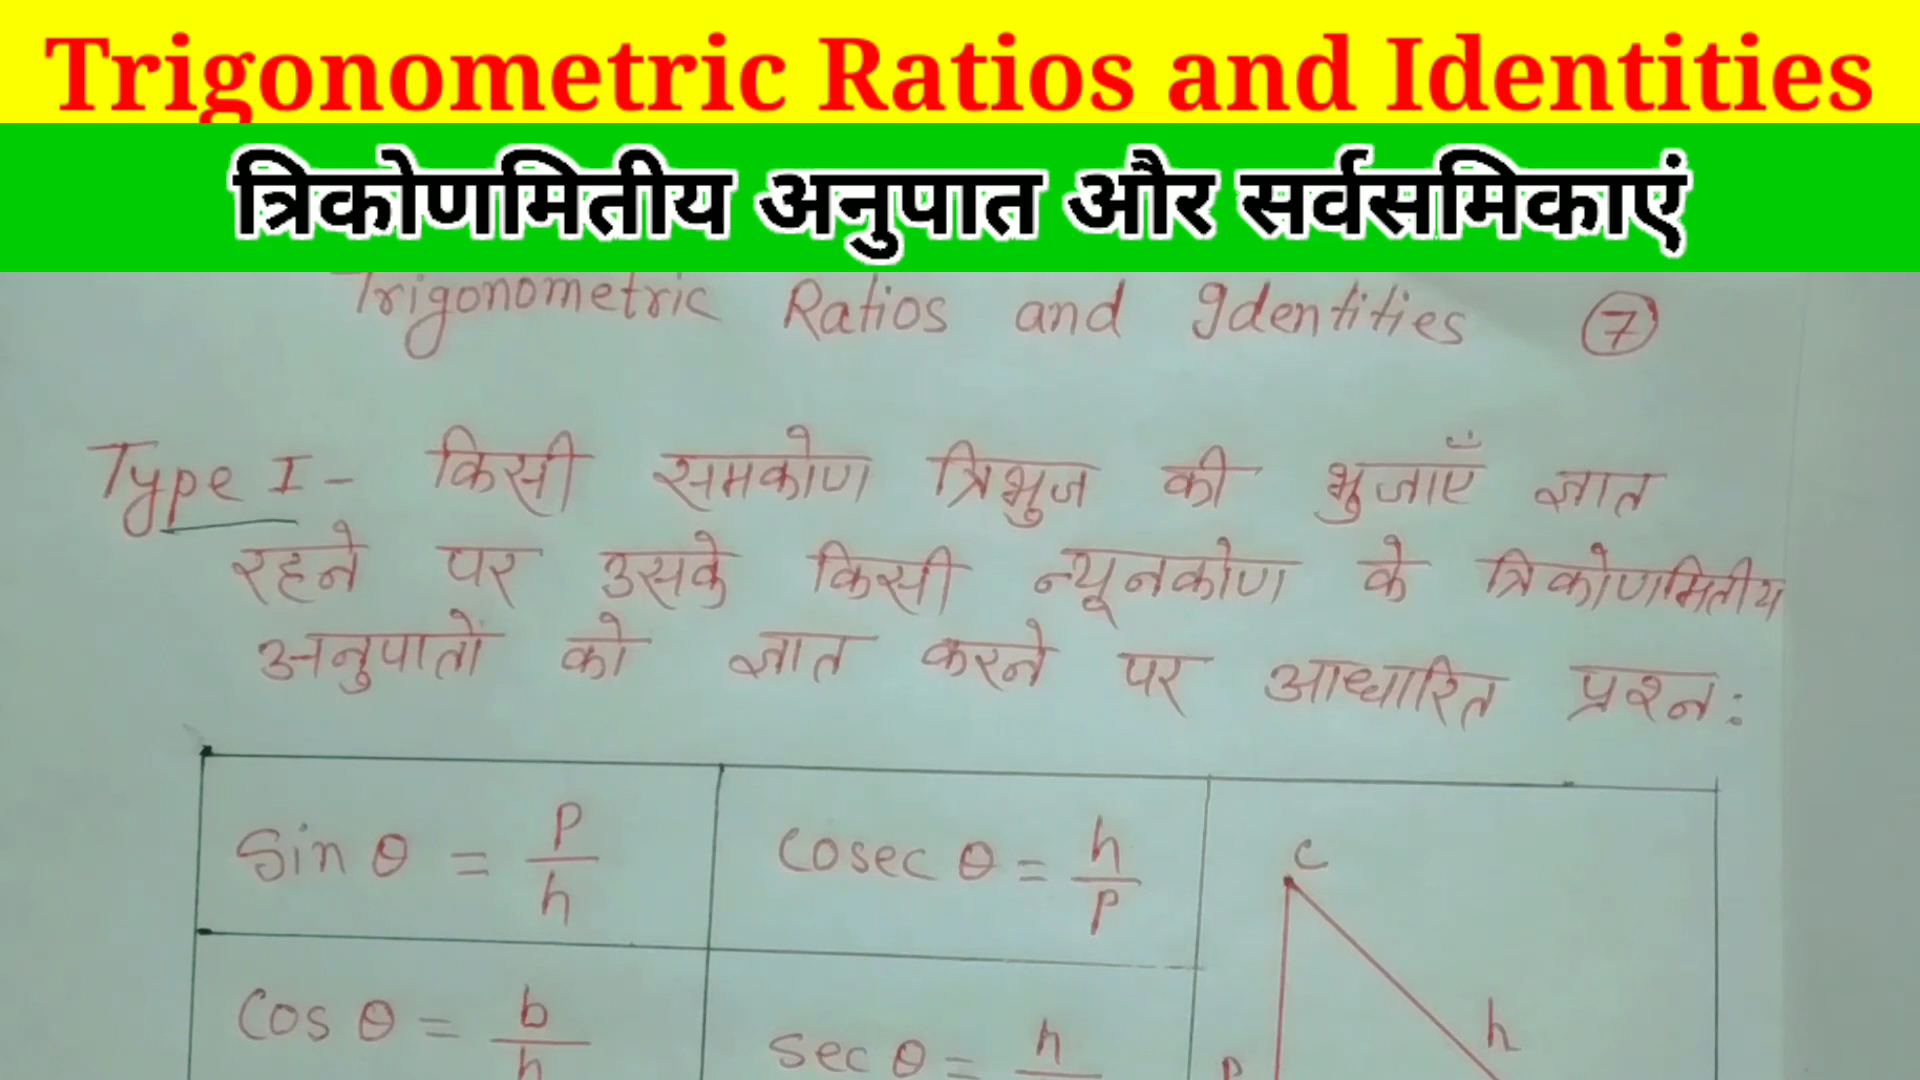 Trigonometric Ratios and Identities
त्रिकोणमितीय अनुपात और सर्वसमिकाएं
Trigonometric Ratios and Identities 7
Type I - किसी समकोण त्रिभुज की भुजाएँ ज्ञात
रहने पर उसके किसी न्यूनकोण के त्रिकोणमितीय
अनुपातों को ज्ञात करने पर आधारित प्रश्न:
Sin θ = P/h
Cosec θ = h/P
C
Cos θ = b/h
Sec θ = h
P
h